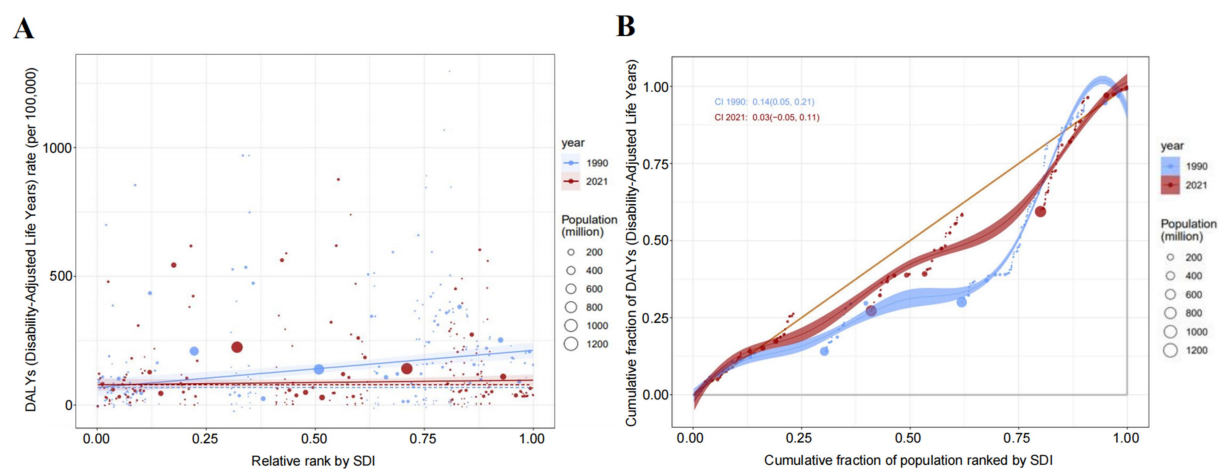 A
DALYs (Disability-Adjusted Life Years) rate (per 100,000)
1000
500
0
0.00 0.25 0.50 0.75 1.00
Relative rank by SDI
year
1990
2021
Population
(million)
200
400
600
800
1000
1200
B
Cumulative fraction of DALYs (Disability-Adjusted Life Years)
1.00
0.75
0.50
0.25
0.00
CI 1990: 0.14(0.05, 0.21)
CI 2021: 0.03(−0.05, 0.11)
0.00 0.25 0.50 0.75 1.00
Cumulative fraction of population ranked by SDI
year
1990
2021
Population
(million)
200
400
600
800
1000
1200